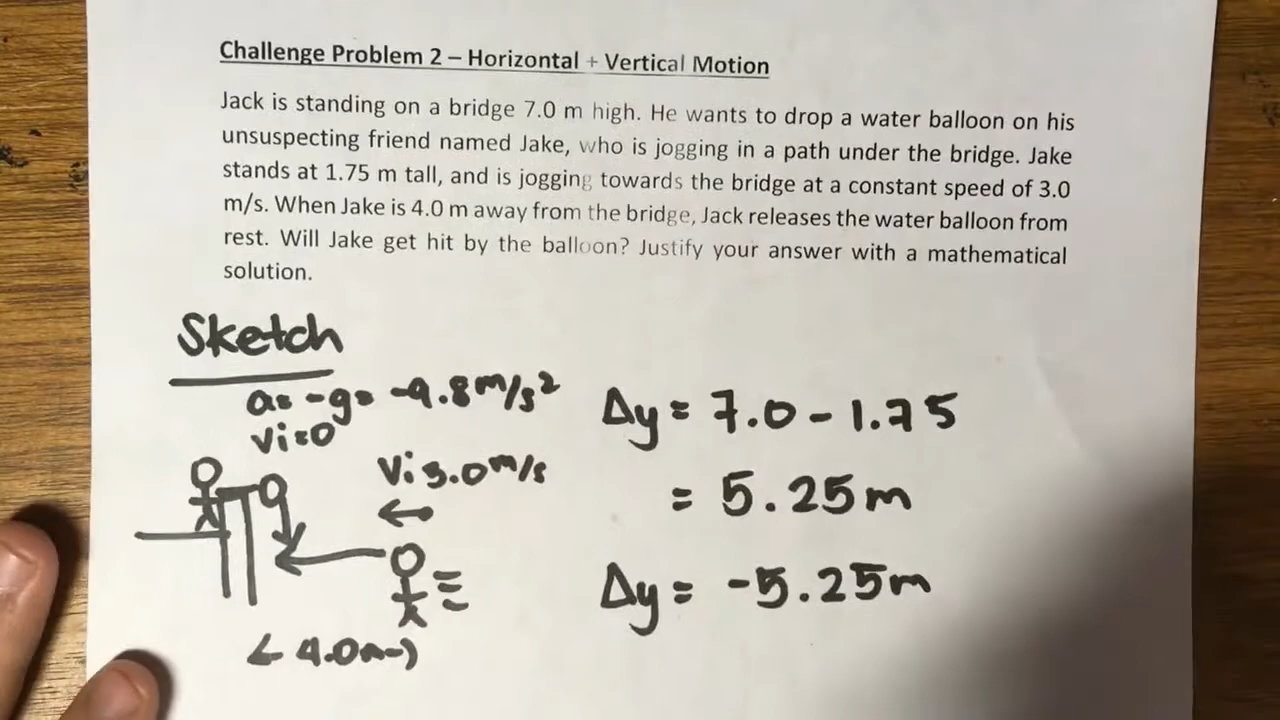 Challenge Problem 2 – Horizontal + Vertical Motion
Jack is standing on a bridge 7.0 m high. He wants to drop a water balloon on his
unsuspecting friend named Jake, who is jogging in a path under the bridge. Jake
stands at 1.75 m tall, and is jogging towards the bridge at a constant speed of 3.0
m/s. When Jake is 4.0 m away from the bridge, Jack releases the water balloon from
rest. Will Jake get hit by the balloon? Justify your answer with a mathematical
solution.
Sketch
a= -g= -9.8m/s²
vi=0
Vi 3.0m/s
← 4.0m→
Δy = 7.0 - 1.75
= 5.25m
Δy = -5.25m